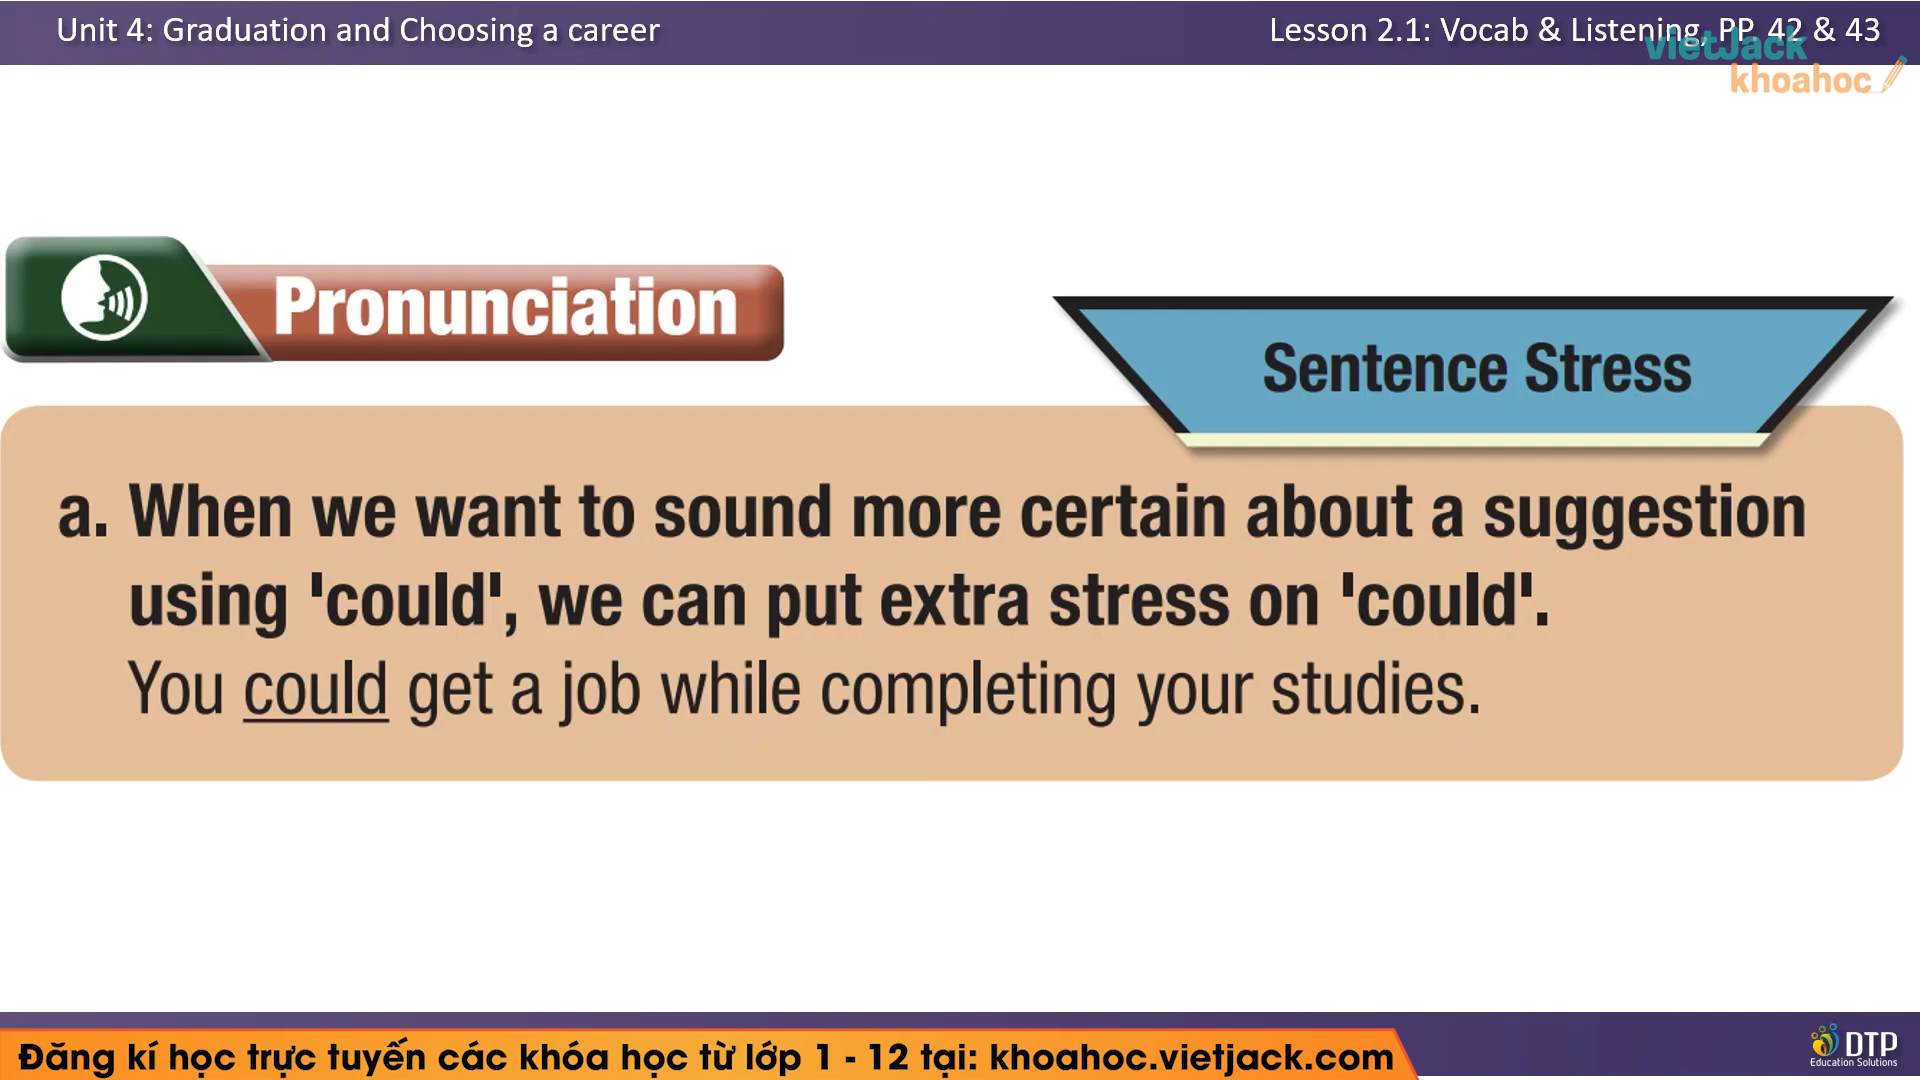 Unit 4: Graduation and Choosing a career
Lesson 2.1: Vocab & Listening, PP. 42 & 43
vietJack
khoahoc
Pronunciation
Sentence Stress
a. When we want to sound more certain about a suggestion
using 'could', we can put extra stress on 'could'.
You could get a job while completing your studies.
Đăng kí học trực tuyến các khóa học từ lớp 1 - 12 tại: khoahoc.vietjack.com
DTP
Education Solutions